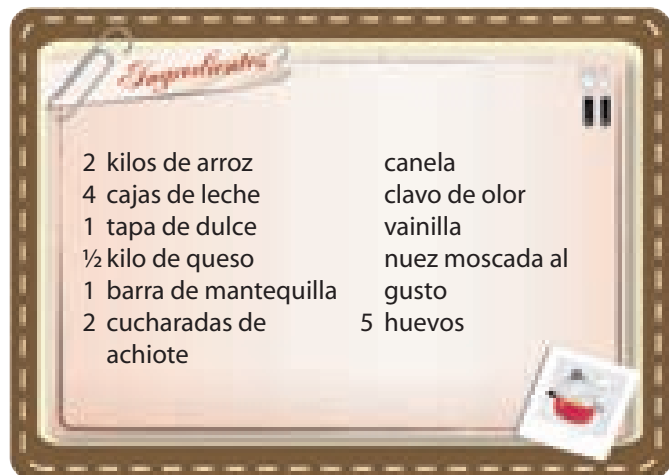 Ingredientes
2 kilos de arroz
4 cajas de leche
1 tapa de dulce
½ kilo de queso
1 barra de mantequilla
2 cucharadas de
achiote
canela
clavo de olor
vainilla
nuez moscada al
gusto
5 huevos